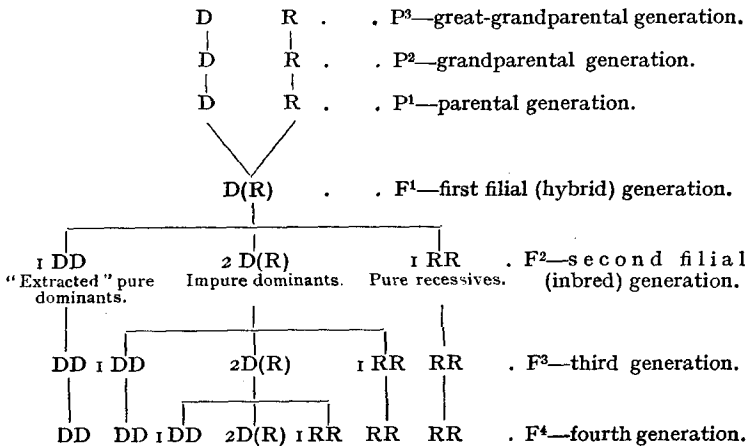 D R . . P³—great-grandparental generation.
D R . . P²—grandparental generation.
D R . . P¹—parental generation.
D(R) . . F¹—first filial (hybrid) generation.
1 DD 2 D(R) 1 RR . F²—second filial
"Extracted" pure Impure dominants. Pure recessives. (inbred) generation.
dominants.
DD 1 DD 2D(R) 1 RR RR . F³—third generation.
DD DD 1DD 2D(R) 1 RR RR RR . F⁴—fourth generation.